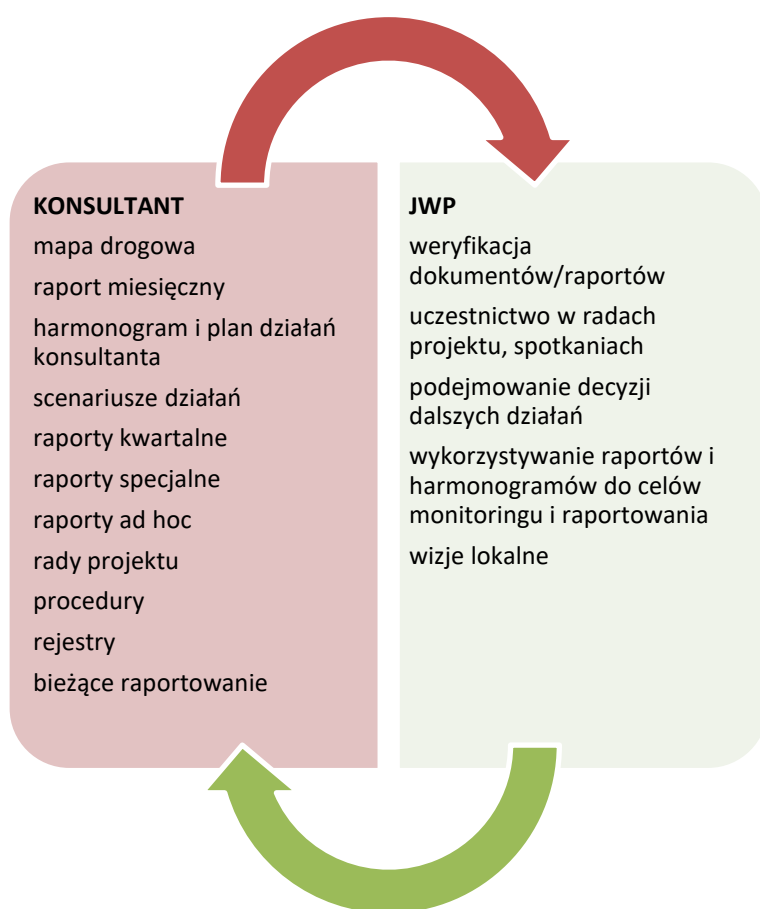 KONSULTANT
mapa drogowa
raport miesięczny
harmonogram i plan działań
konsultanta
scenariusze działań
raporty kwartalne
raporty specjalne
raporty ad hoc
rady projektu
procedury
rejestry
bieżące raportowanie
JWP
weryfikacja
dokumentów/raportów
uczestnictwo w radach
projektu, spotkaniach
podejmowanie decyzji
dalszych działań
wykorzystywanie raportów i
harmonogramów do celów
monitoringu i raportowania
wizje lokalne